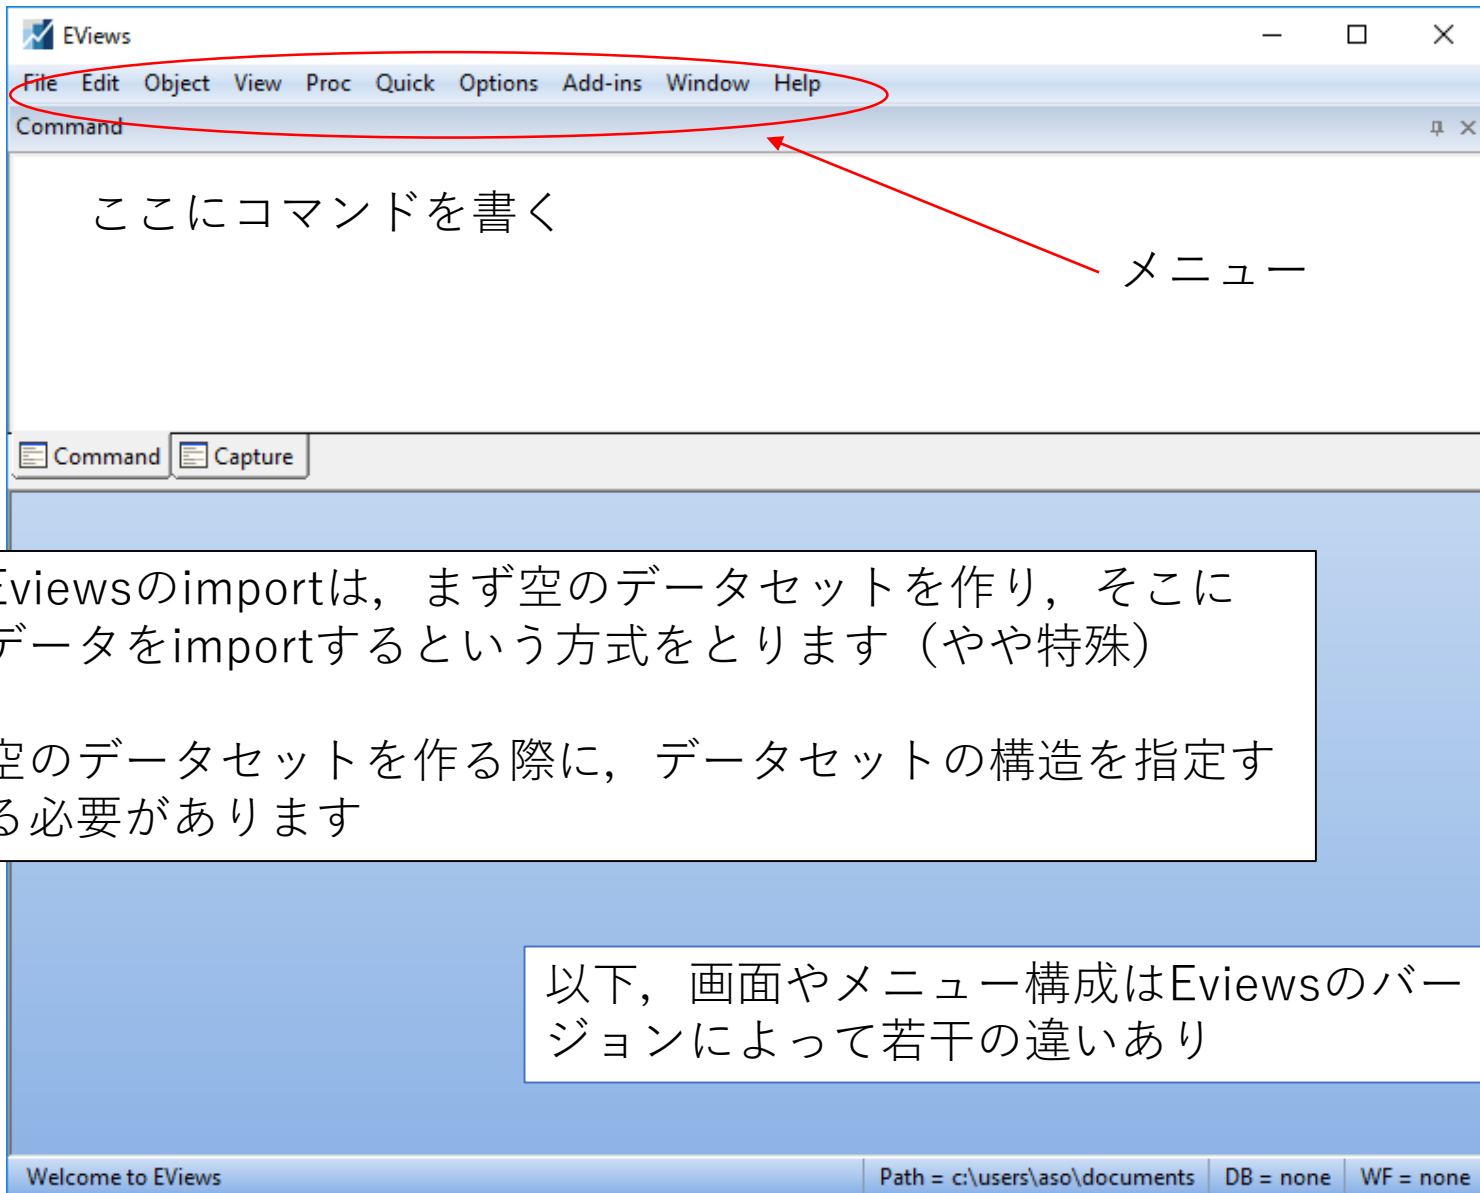 EViews
File Edit Object View Proc Quick Options Add-ins Window Help
Command
ここにコマンドを書く
メニュー
Command Capture
Eviewsのimportは，まず空のデータセットを作り，そこに
データをimportするという方式をとります（やや特殊）
空のデータセットを作る際に，データセットの構造を指定す
る必要があります
以下，画面やメニュー構成はEviewsのバー
ジョンによって若干の違いあり
Welcome to EViews Path = c:\users\aso\documents DB = none WF = none